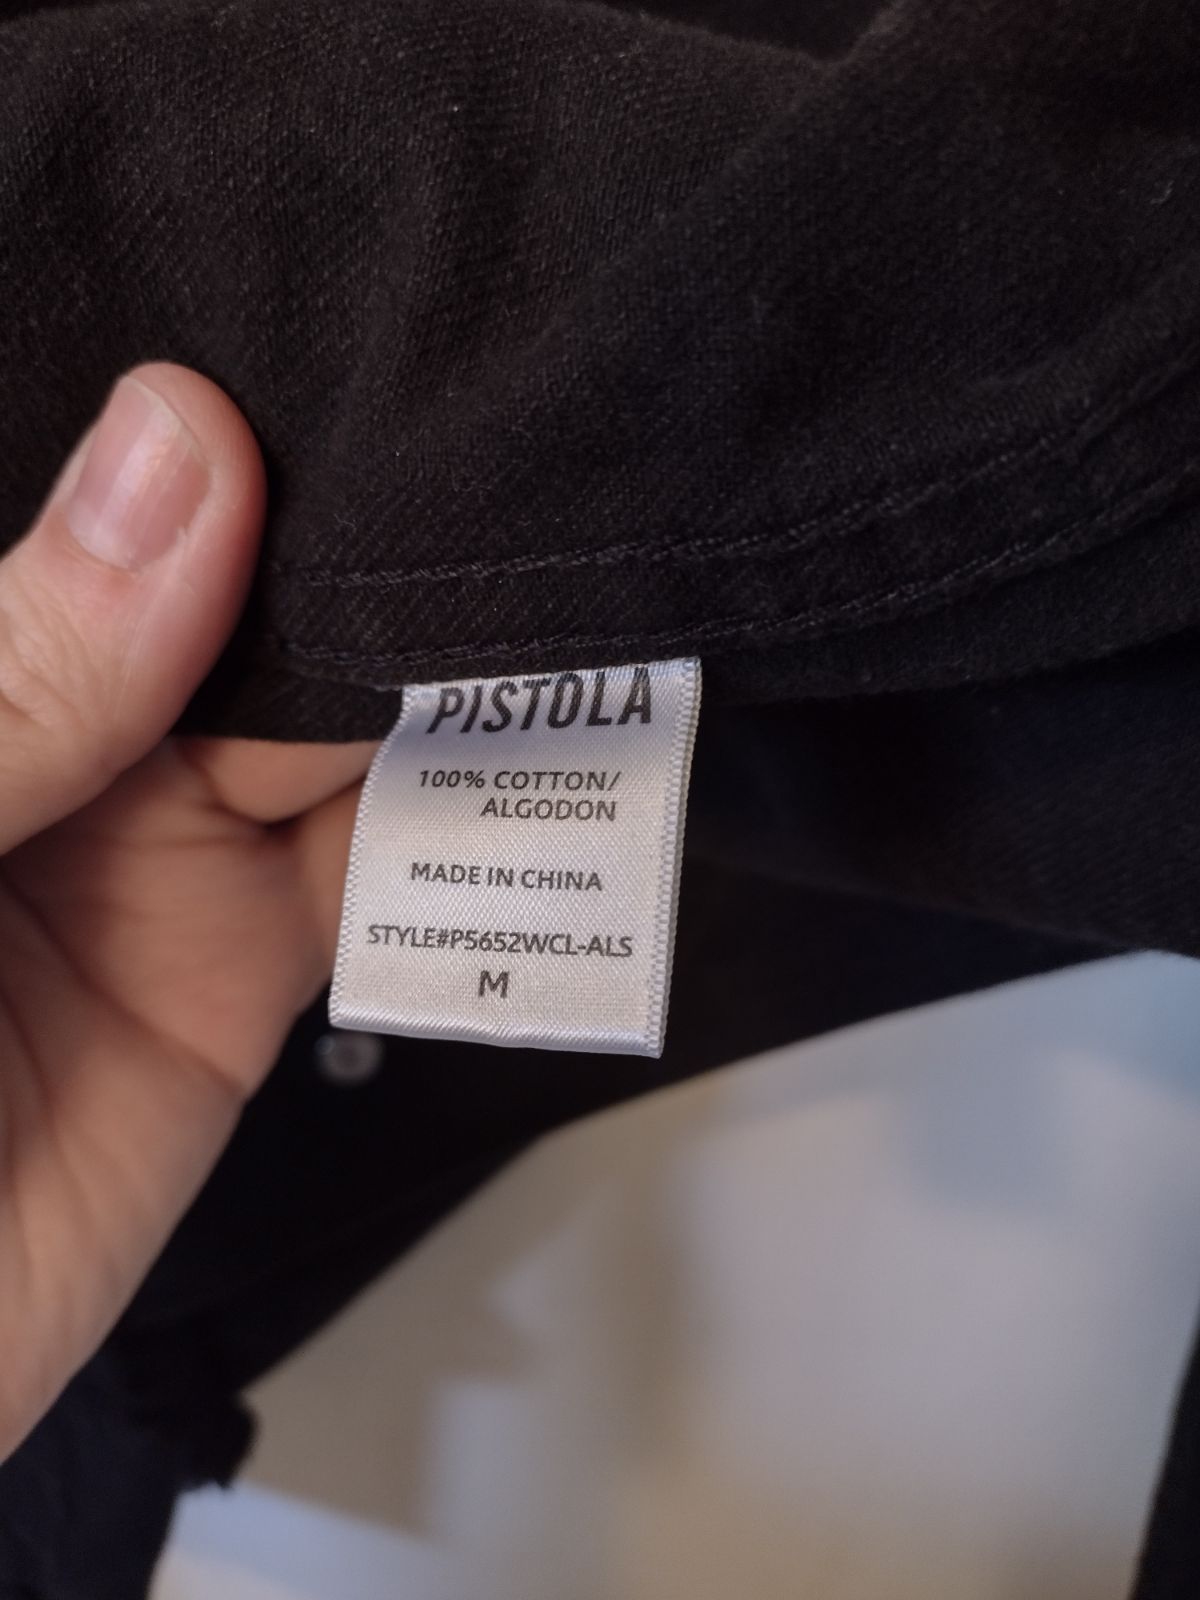 PISTOLA
100% COTTON/
ALGODON
MADE IN CHINA
STYLE#P5652WCL-ALS
M